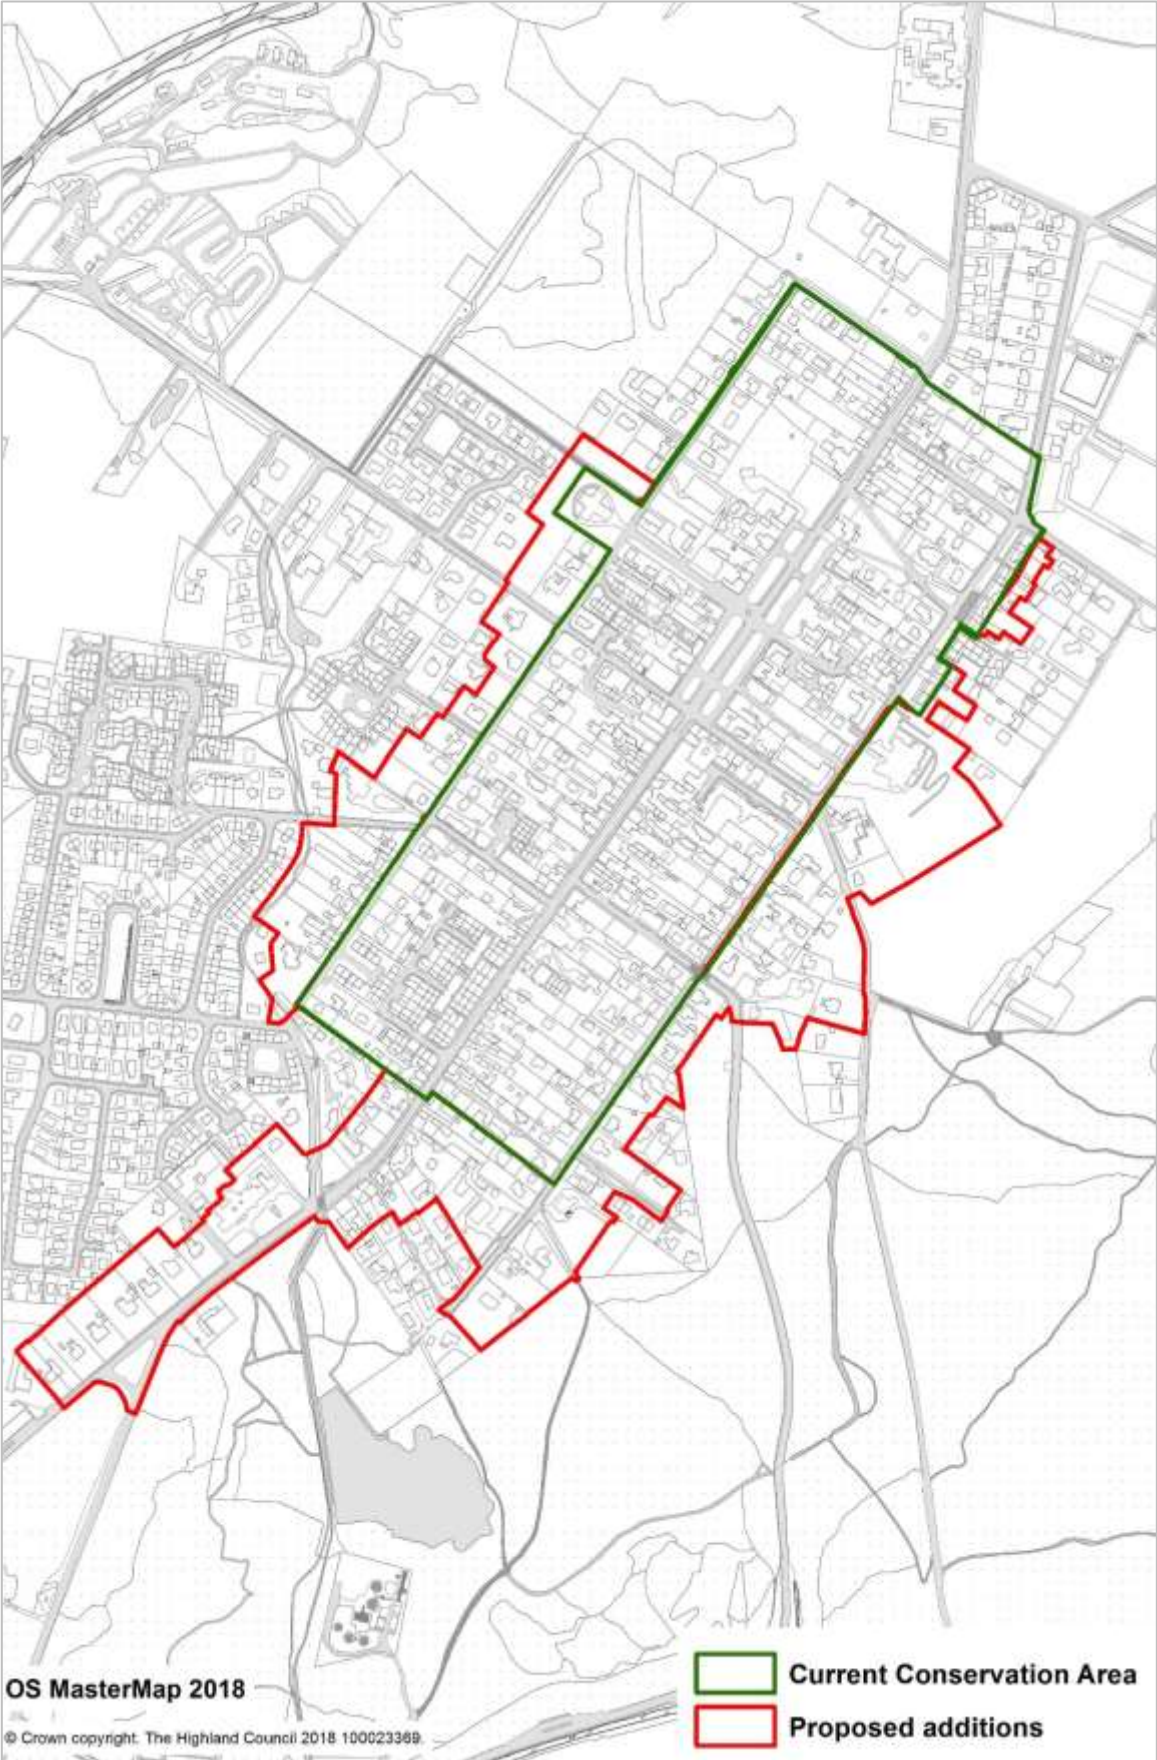 OS MasterMap 2018
© Crown copyright. The Highland Council 2018 100023369.
Current Conservation Area
Proposed additions